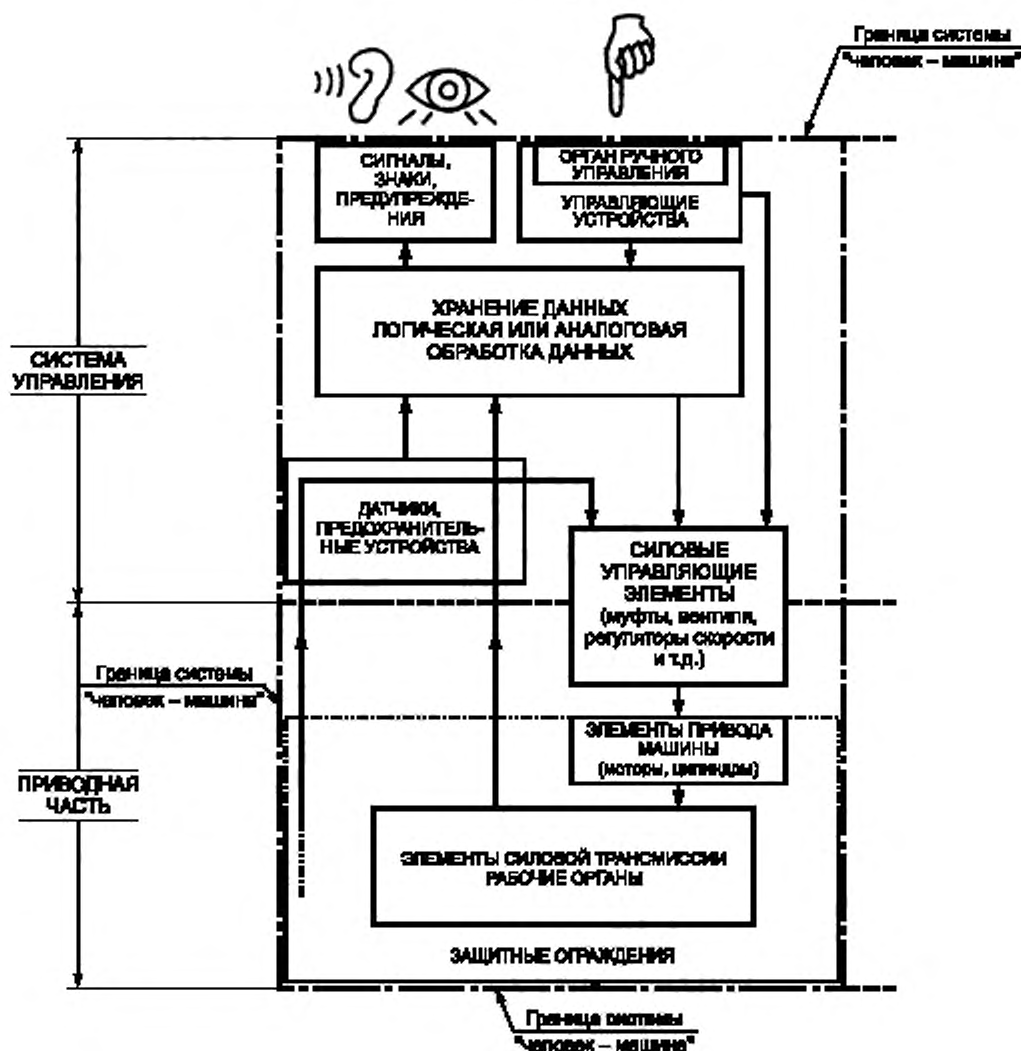 Граница системы
"человек – машина"
СИГНАЛЫ,
ЗНАКИ,
ПРЕДУПРЕЖДЕ-
НИЯ
ОРГАН РУЧНОГО
УПРАВЛЕНИЯ
УПРАВЛЯЮЩИЕ
УСТРОЙСТВА
ХРАНЕНИЕ ДАННЫХ
ЛОГИЧЕСКАЯ ИЛИ АНАЛОГОВАЯ
ОБРАБОТКА ДАННЫХ
СИСТЕМА
УПРАВЛЕНИЯ
ДАТЧИКИ,
ПРЕДОХРАНИТЕЛЬ-
НЫЕ УСТРОЙСТВА
СИЛОВЫЕ
УПРАВЛЯЮЩИЕ
ЭЛЕМЕНТЫ
(муфты, вентили,
регуляторы скорости
и т.д.)
Граница системы
"человек – машина"
ЭЛЕМЕНТЫ ПРИВОДА
МАШИНЫ
(моторы, цилиндры)
ПРИВОДНАЯ
ЧАСТЬ
ЭЛЕМЕНТЫ СИЛОВОЙ ТРАНСМИССИИ
РАБОЧИЕ ОРГАНЫ
ЗАЩИТНЫЕ ОГРАЖДЕНИЯ
Граница системы
"человек – машина"